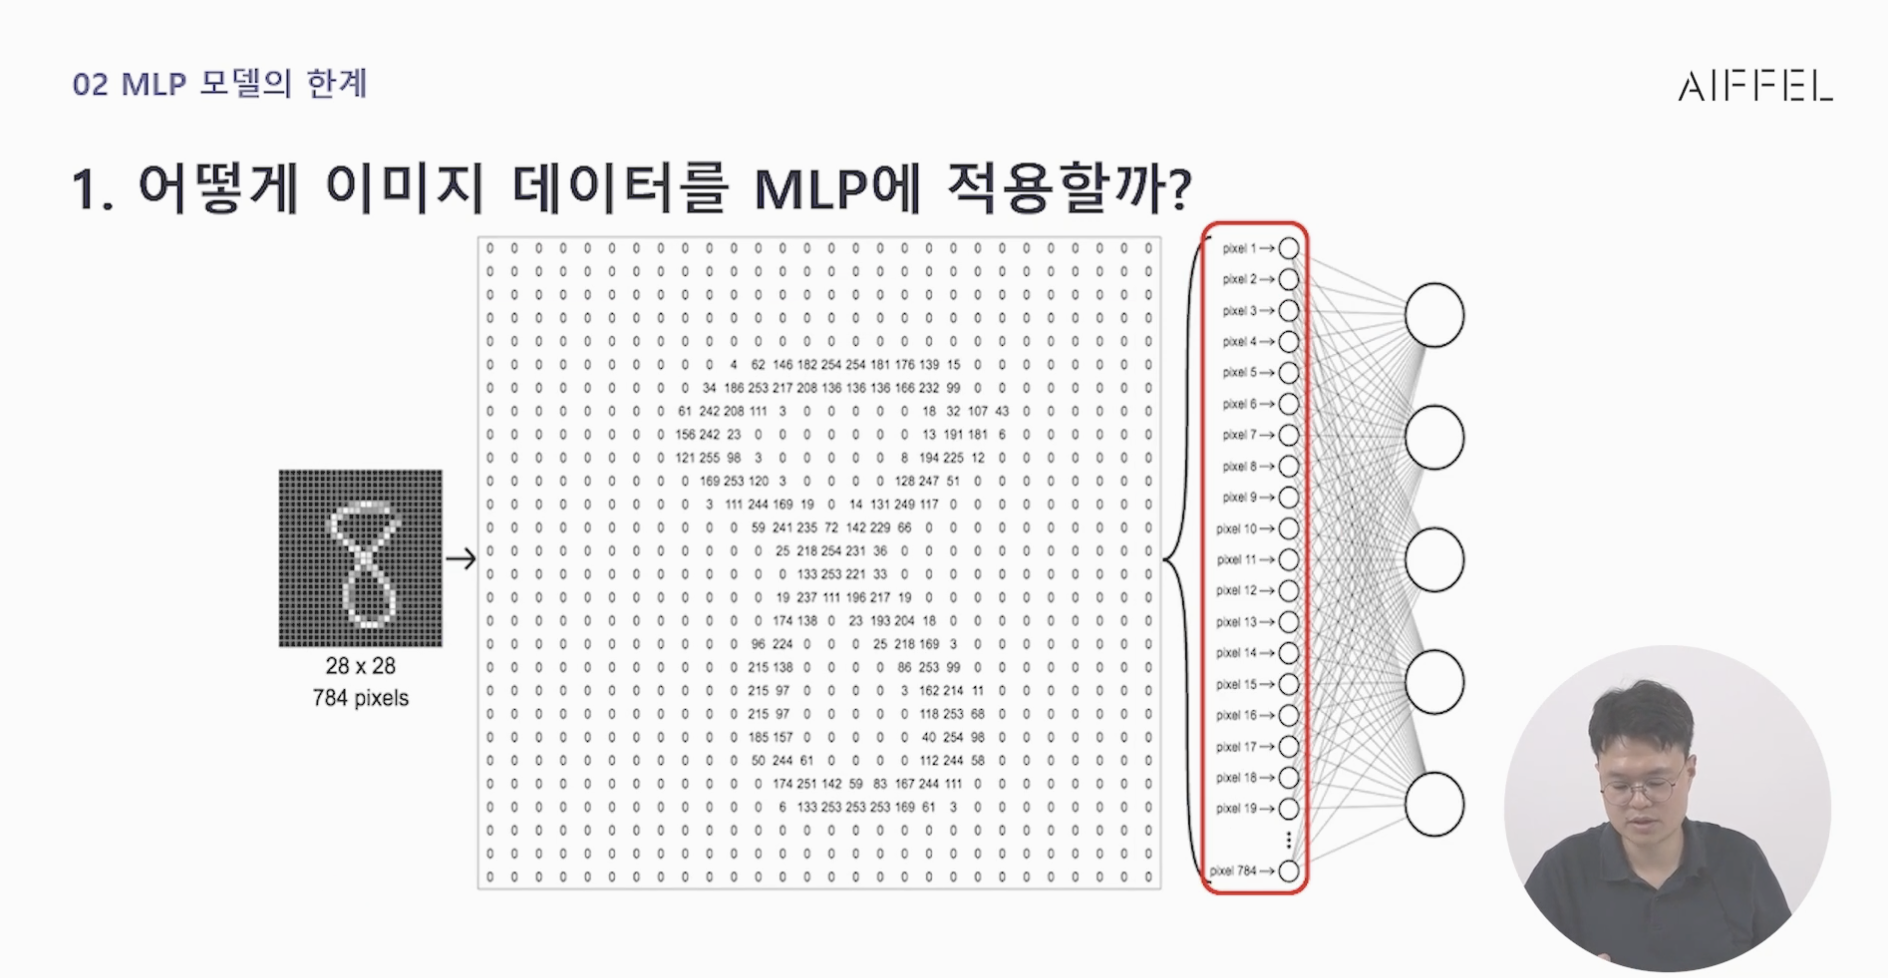 02 MLP 모델의 한계
AIFFEL
1. 어떻게 이미지 데이터를 MLP에 적용할까?
0 0 0 0 0 0 0 0 0 0 0 0 0 0 0 0 0 0 0 0 0 0 0 0 0 0 0 0
0 0 0 0 0 0 0 0 0 0 0 0 0 0 0 0 0 0 0 0 0 0 0 0 0 0 0 0
0 0 0 0 0 0 0 0 0 0 0 0 0 0 0 0 0 0 0 0 0 0 0 0 0 0 0 0
0 0 0 0 0 0 0 0 0 0 0 0 0 0 0 0 0 0 0 0 0 0 0 0 0 0 0 0
0 0 0 0 0 0 0 0 0 0 0 0 0 0 0 0 0 0 0 0 0 0 0 0 0 0 0 0
0 0 0 0 0 0 0 0 0 0 4 62 146 182 254 254 181 176 139 15 0 0 0 0 0 0 0 0
0 0 0 0 0 0 0 0 0 34 186 253 217 208 136 136 136 166 232 99 0 0 0 0 0 0 0 0
0 0 0 0 0 0 0 0 61 242 208 111 3 0 0 0 0 0 18 32 107 43 0 0 0 0 0 0
0 0 0 0 0 0 0 0 156 242 23 0 0 0 0 0 0 0 13 191 181 6 0 0 0 0 0 0
0 0 0 0 0 0 0 0 121 255 98 3 0 0 0 0 0 8 194 225 12 0 0 0 0 0 0 0
0 0 0 0 0 0 0 0 0 169 253 120 3 0 0 0 0 128 247 51 0 0 0 0 0 0 0 0
0 0 0 0 0 0 0 0 0 3 111 244 169 19 0 14 131 249 117 0 0 0 0 0 0 0 0 0
0 0 0 0 0 0 0 0 0 0 0 59 241 235 72 142 229 66 0 0 0 0 0 0 0 0 0 0
0 0 0 0 0 0 0 0 0 0 0 0 25 218 254 231 36 0 0 0 0 0 0 0 0 0 0 0
0 0 0 0 0 0 0 0 0 0 0 0 0 133 253 221 33 0 0 0 0 0 0 0 0 0 0 0
0 0 0 0 0 0 0 0 0 0 0 0 19 237 111 196 217 19 0 0 0 0 0 0 0 0 0 0
0 0 0 0 0 0 0 0 0 0 0 0 174 138 0 23 193 204 18 0 0 0 0 0 0 0 0 0
0 0 0 0 0 0 0 0 0 0 0 96 224 0 0 0 25 218 169 3 0 0 0 0 0 0 0 0
0 0 0 0 0 0 0 0 0 0 0 215 138 0 0 0 86 253 99 0 0 0 0 0 0 0 0 0
0 0 0 0 0 0 0 0 0 0 0 215 97 0 0 0 0 3 162 214 11 0 0 0 0 0 0 0
0 0 0 0 0 0 0 0 0 0 0 215 97 0 0 0 0 0 118 253 68 0 0 0 0 0 0 0
0 0 0 0 0 0 0 0 0 0 0 185 157 0 0 0 0 0 40 254 98 0 0 0 0 0 0 0
0 0 0 0 0 0 0 0 0 0 0 50 244 61 0 0 0 0 112 244 58 0 0 0 0 0 0 0
0 0 0 0 0 0 0 0 0 0 0 0 174 251 142 59 83 167 244 111 0 0 0 0 0 0 0 0
0 0 0 0 0 0 0 0 0 0 0 0 6 133 253 253 253 169 61 3 0 0 0 0 0 0 0 0
0 0 0 0 0 0 0 0 0 0 0 0 0 0 0 0 0 0 0 0 0 0 0 0 0 0 0 0
0 0 0 0 0 0 0 0 0 0 0 0 0 0 0 0 0 0 0 0 0 0 0 0 0 0 0 0
0 0 0 0 0 0 0 0 0 0 0 0 0 0 0 0 0 0 0 0 0 0 0 0 0 0 0 0
28 x 28
784 pixels
pixel 1
pixel 2
pixel 3
pixel 4
pixel 5
pixel 6
pixel 7
pixel 8
pixel 9
pixel 10
pixel 11
pixel 12
pixel 13
pixel 14
pixel 15
pixel 16
pixel 17
pixel 18
pixel 19
pixel 784